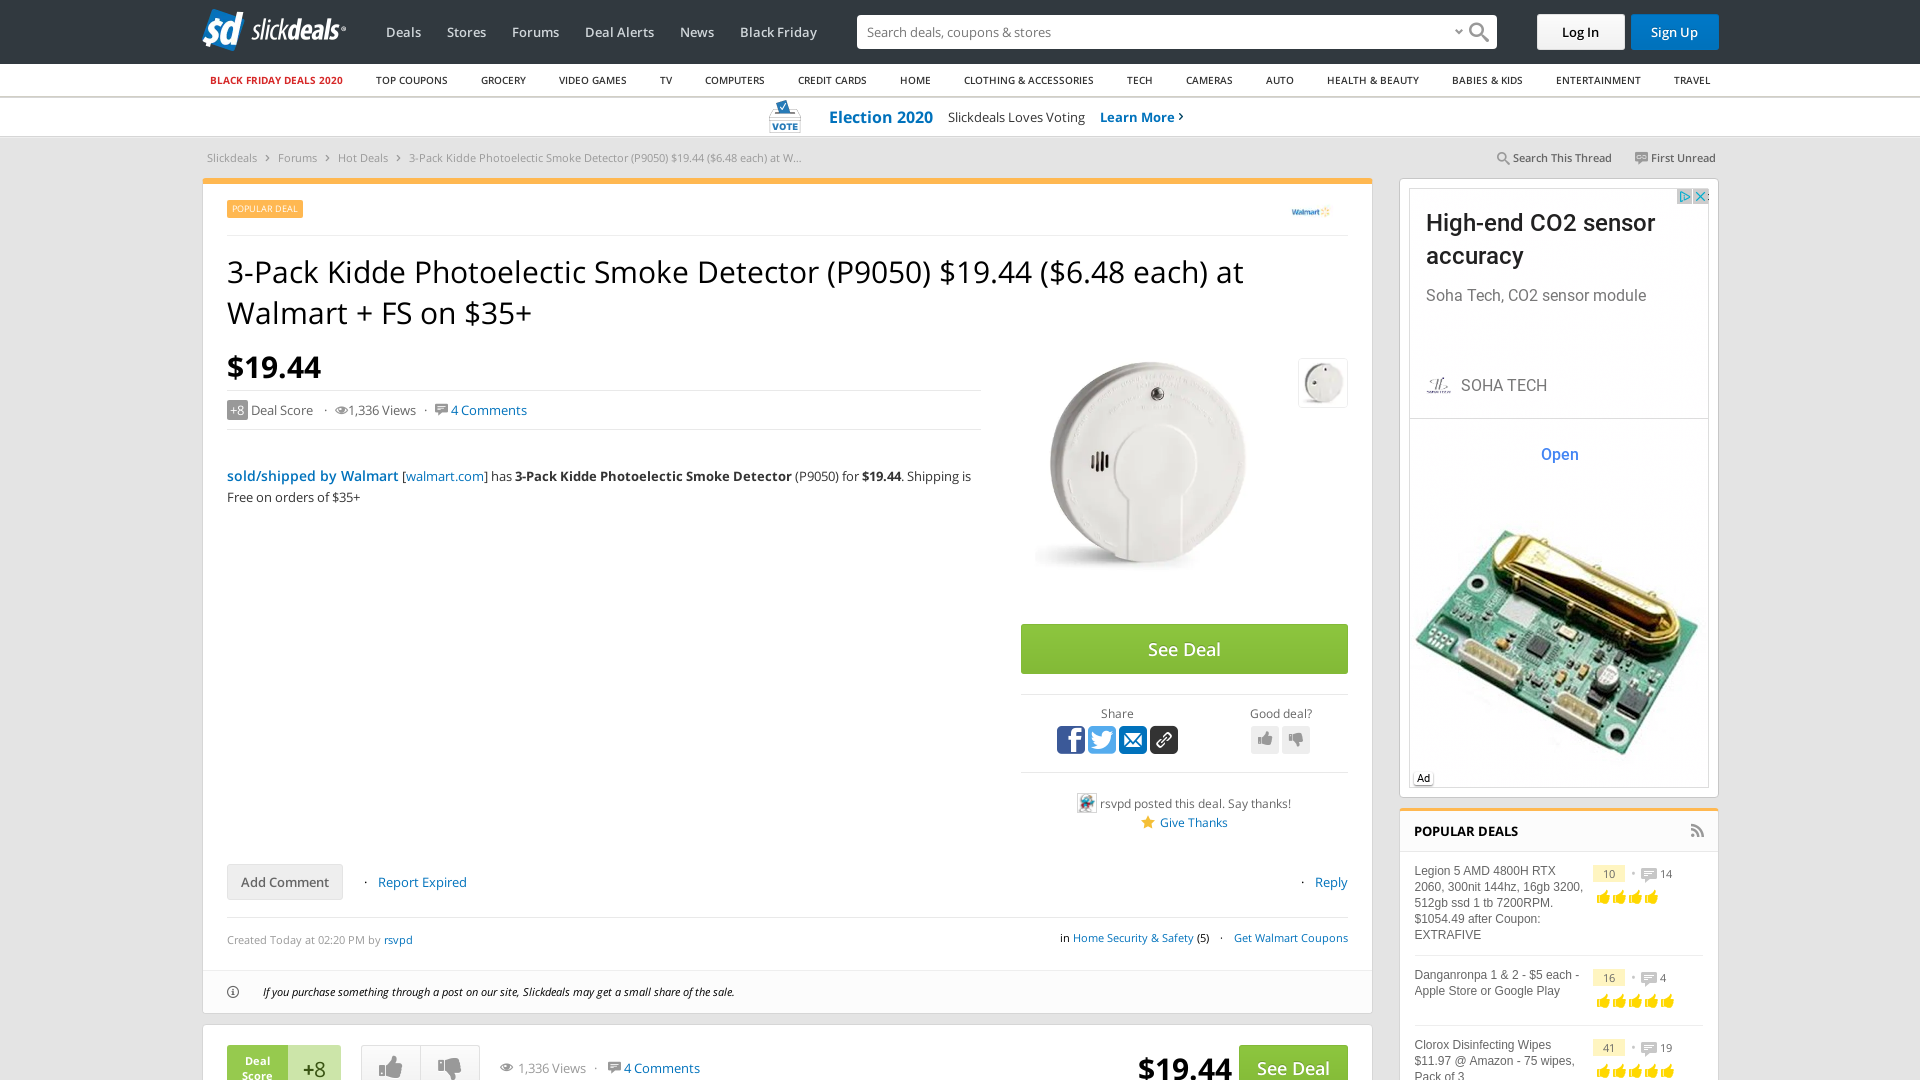 sd slickdeals
Deals Stores Forums Deal Alerts News Black Friday
Search deals, coupons & stores
Log In Sign Up
BLACK FRIDAY DEALS 2020 TOP COUPONS GROCERY VIDEO GAMES TV COMPUTERS CREDIT CARDS HOME CLOTHING & ACCESSORIES TECH CAMERAS AUTO HEALTH & BEAUTY BABIES & KIDS ENTERTAINMENT TRAVEL
VOTE Election 2020 Slickdeals Loves Voting Learn More ›
Slickdeals › Forums › Hot Deals › 3-Pack Kidde Photoelectic Smoke Detector (P9050) $19.44 ($6.48 each) at W...
Search This Thread First Unread
POPULAR DEAL
Walmart
3-Pack Kidde Photoelectic Smoke Detector (P9050) $19.44 ($6.48 each) at
Walmart + FS on $35+
$19.44
+8 Deal Score · 1,336 Views · 4 Comments
sold/shipped by Walmart [walmart.com] has 3-Pack Kidde Photoelectic Smoke Detector (P9050) for $19.44. Shipping is
Free on orders of $35+
See Deal
Share
Good deal?
rsvpd posted this deal. Say thanks!
Give Thanks
Add Comment · Report Expired
· Reply
Created Today at 02:20 PM by rsvpd
in Home Security & Safety (5) · Get Walmart Coupons
If you purchase something through a post on our site, Slickdeals may get a small share of the sale.
Deal
Score
+8
1,336 Views · 4 Comments
$19.44
See Deal
High-end CO2 sensor
accuracy
Soha Tech, CO2 sensor module
SOHA TECH
Open
Ad
POPULAR DEALS
Legion 5 AMD 4800H RTX
2060, 300nit 144hz, 16gb 3200,
512gb ssd 1 tb 7200RPM.
$1054.49 after Coupon:
EXTRAFIVE
10 • 14
Danganronpa 1 & 2 - $5 each -
Apple Store or Google Play
16 • 4
Clorox Disinfecting Wipes
$11.97 @ Amazon - 75 wipes,
Pack of 3
41 • 19